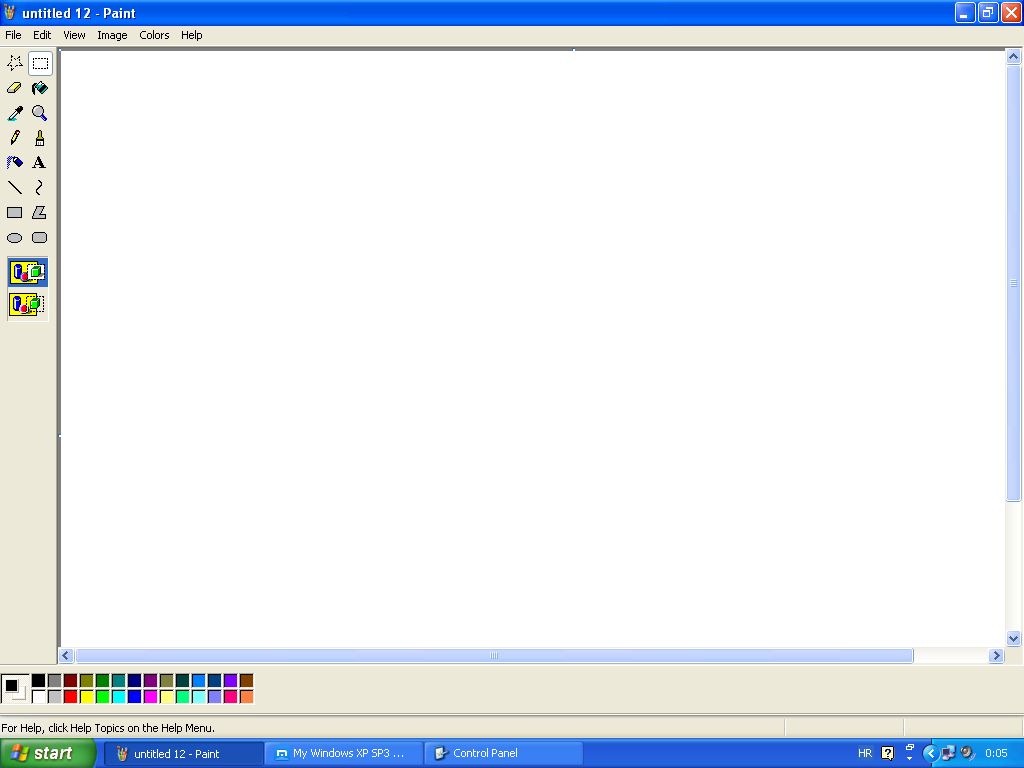 untitled 12 - Paint
File Edit View Image Colors Help
A
For Help, click Help Topics on the Help Menu.
start untitled 12 - Paint My Windows XP SP3 ... Control Panel HR ? 0:05